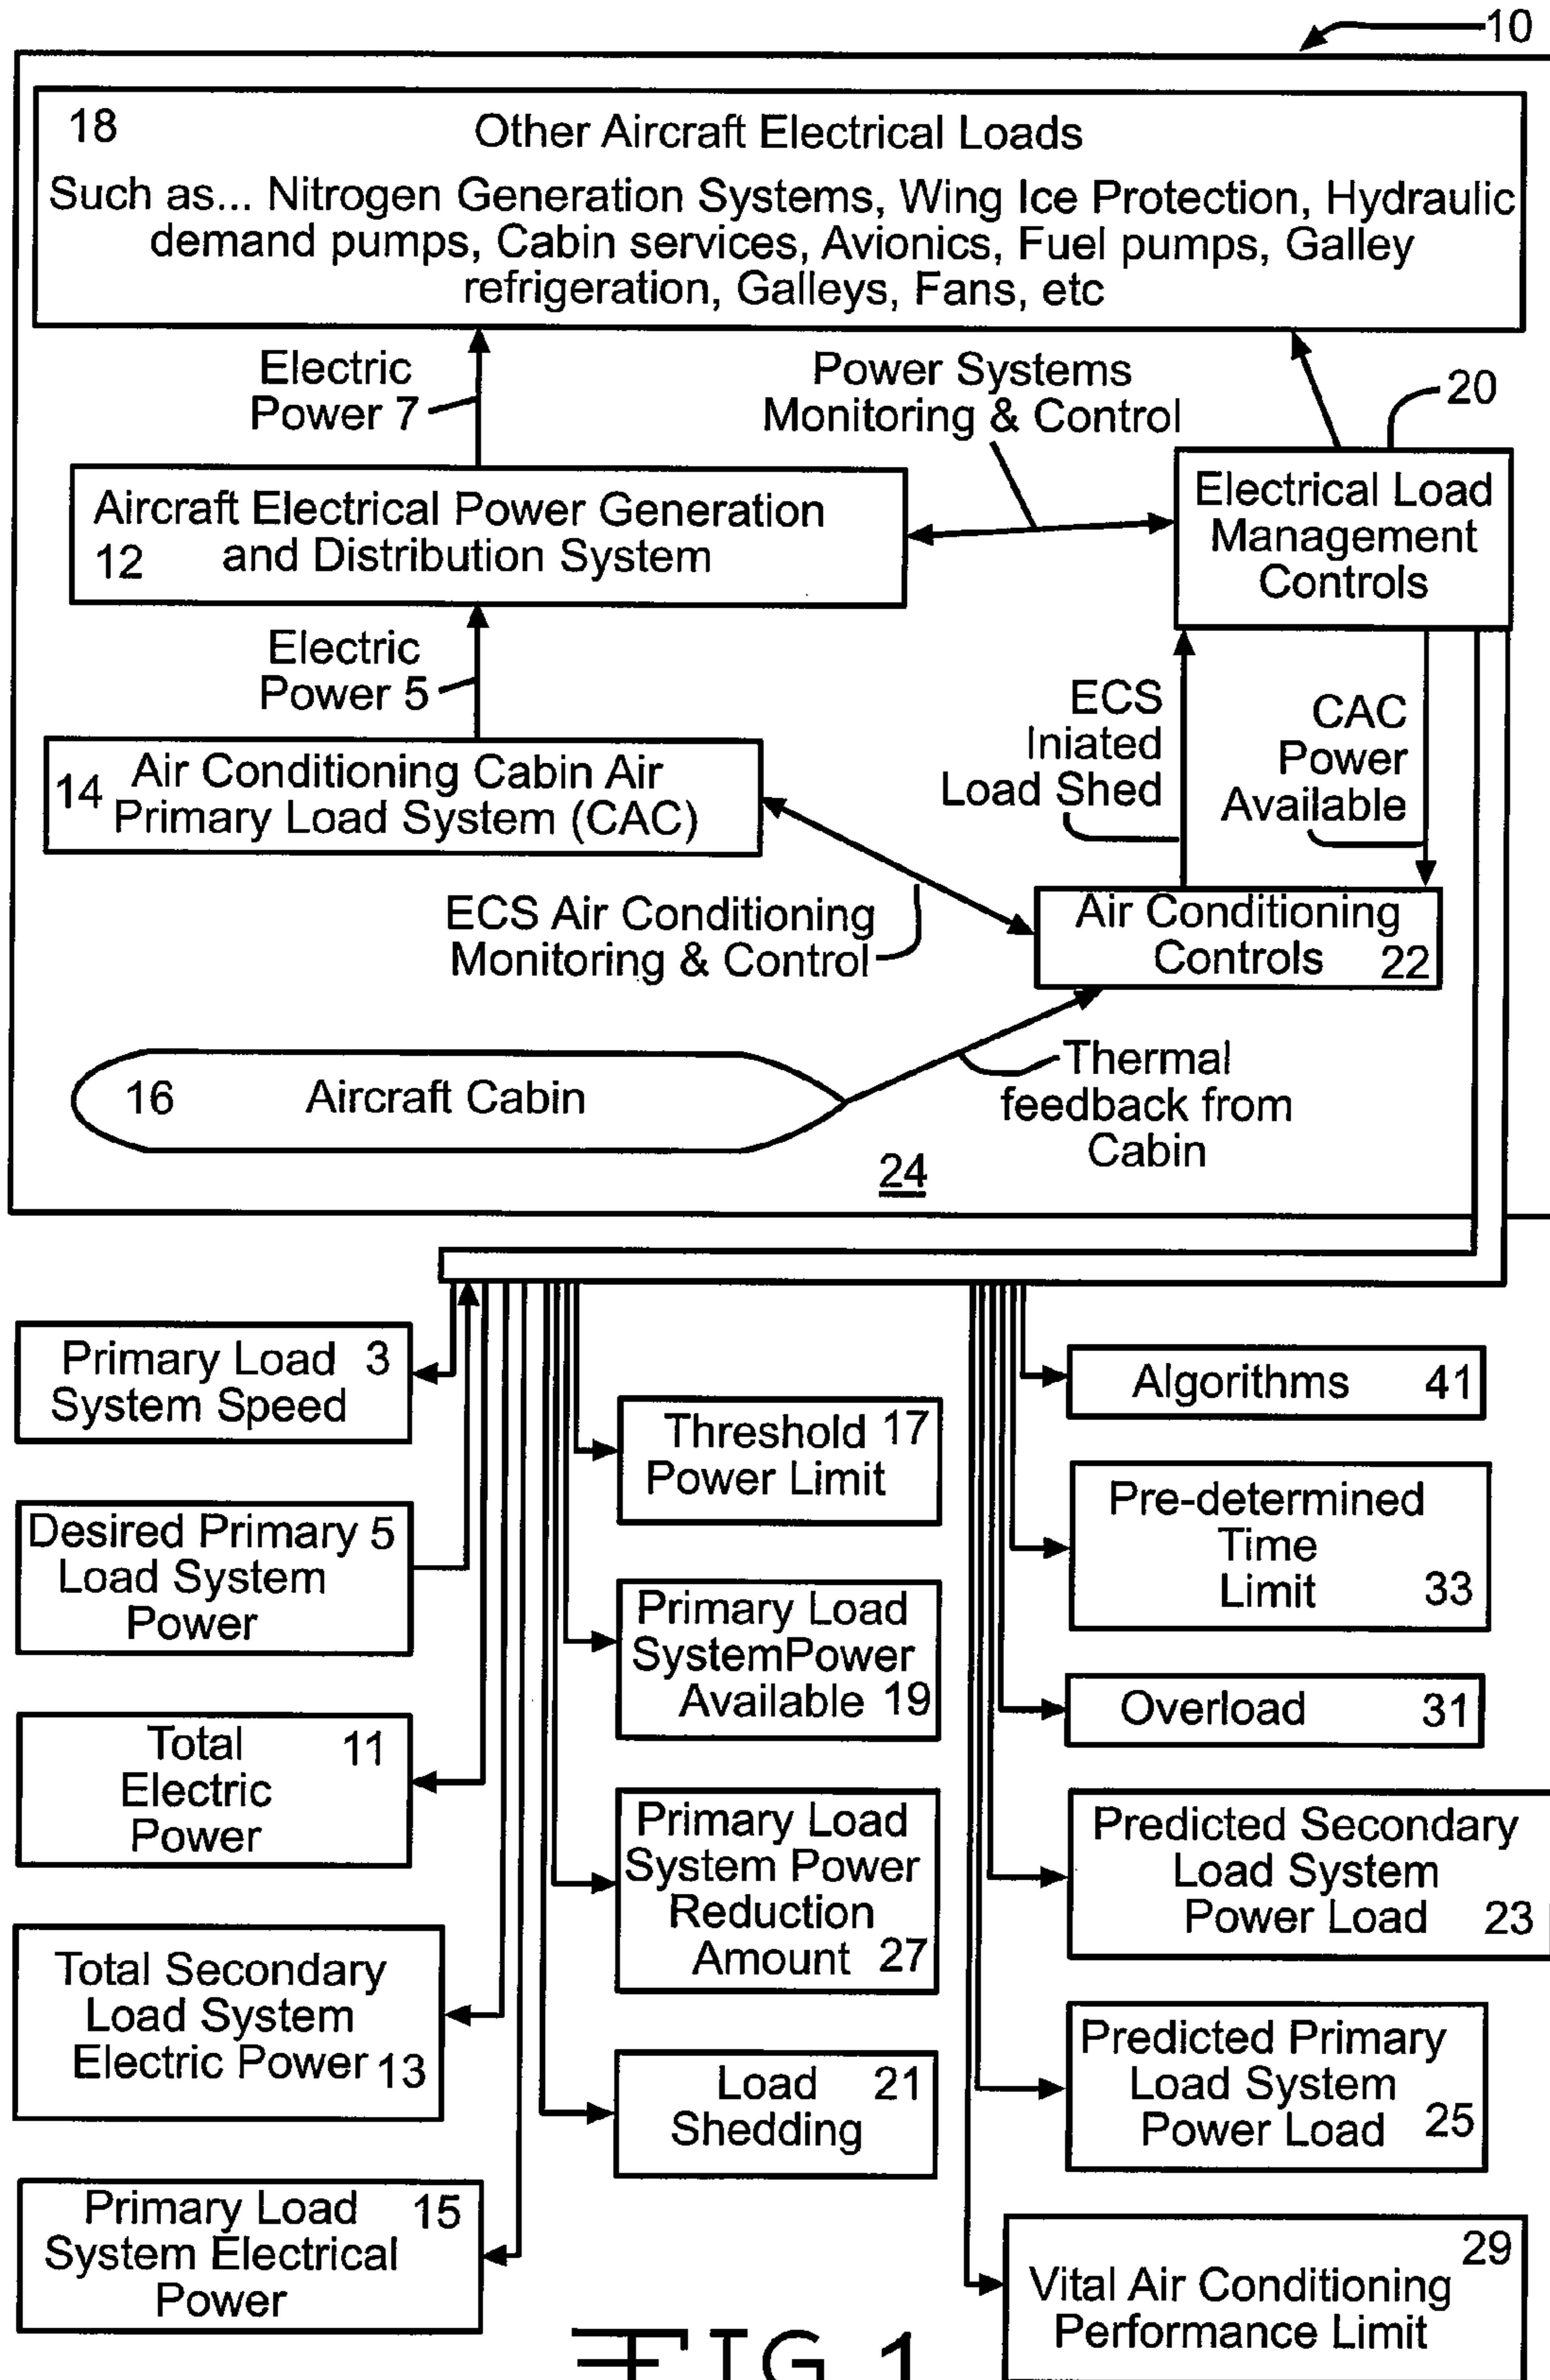 10
18
Other Aircraft Electrical Loads
Such as... Nitrogen Generation Systems, Wing Ice Protection, Hydraulic
demand pumps, Cabin services, Avionics, Fuel pumps, Galley
refrigeration, Galleys, Fans, etc
Electric
Power 7
Power Systems
Monitoring & Control
20
Aircraft Electrical Power Generation
12 and Distribution System
Electrical Load
Management
Controls
Electric
Power 5
ECS
Iniated
Load Shed
CAC
Power
Available
14 Air Conditioning Cabin Air
Primary Load System (CAC)
ECS Air Conditioning
Monitoring & Control
Air Conditioning
Controls 22
16 Aircraft Cabin
Thermal
feedback from
Cabin
24
Primary Load 3
System Speed
Desired Primary 5
Load System
Power
Total 11
Electric
Power
Total Secondary
Load System
Electric Power 13
Primary Load 15
System Electrical
Power
Threshold 17
Power Limit
Primary Load
SystemPower
Available 19
Primary Load
System Power
Reduction
Amount 27
Load 21
Shedding
Algorithms 41
Pre-determined
Time
Limit 33
Overload 31
Predicted Secondary
Load System
Power Load 23
Predicted Primary
Load System
Power Load 25
29
Vital Air Conditioning
Performance Limit
FIG. 1